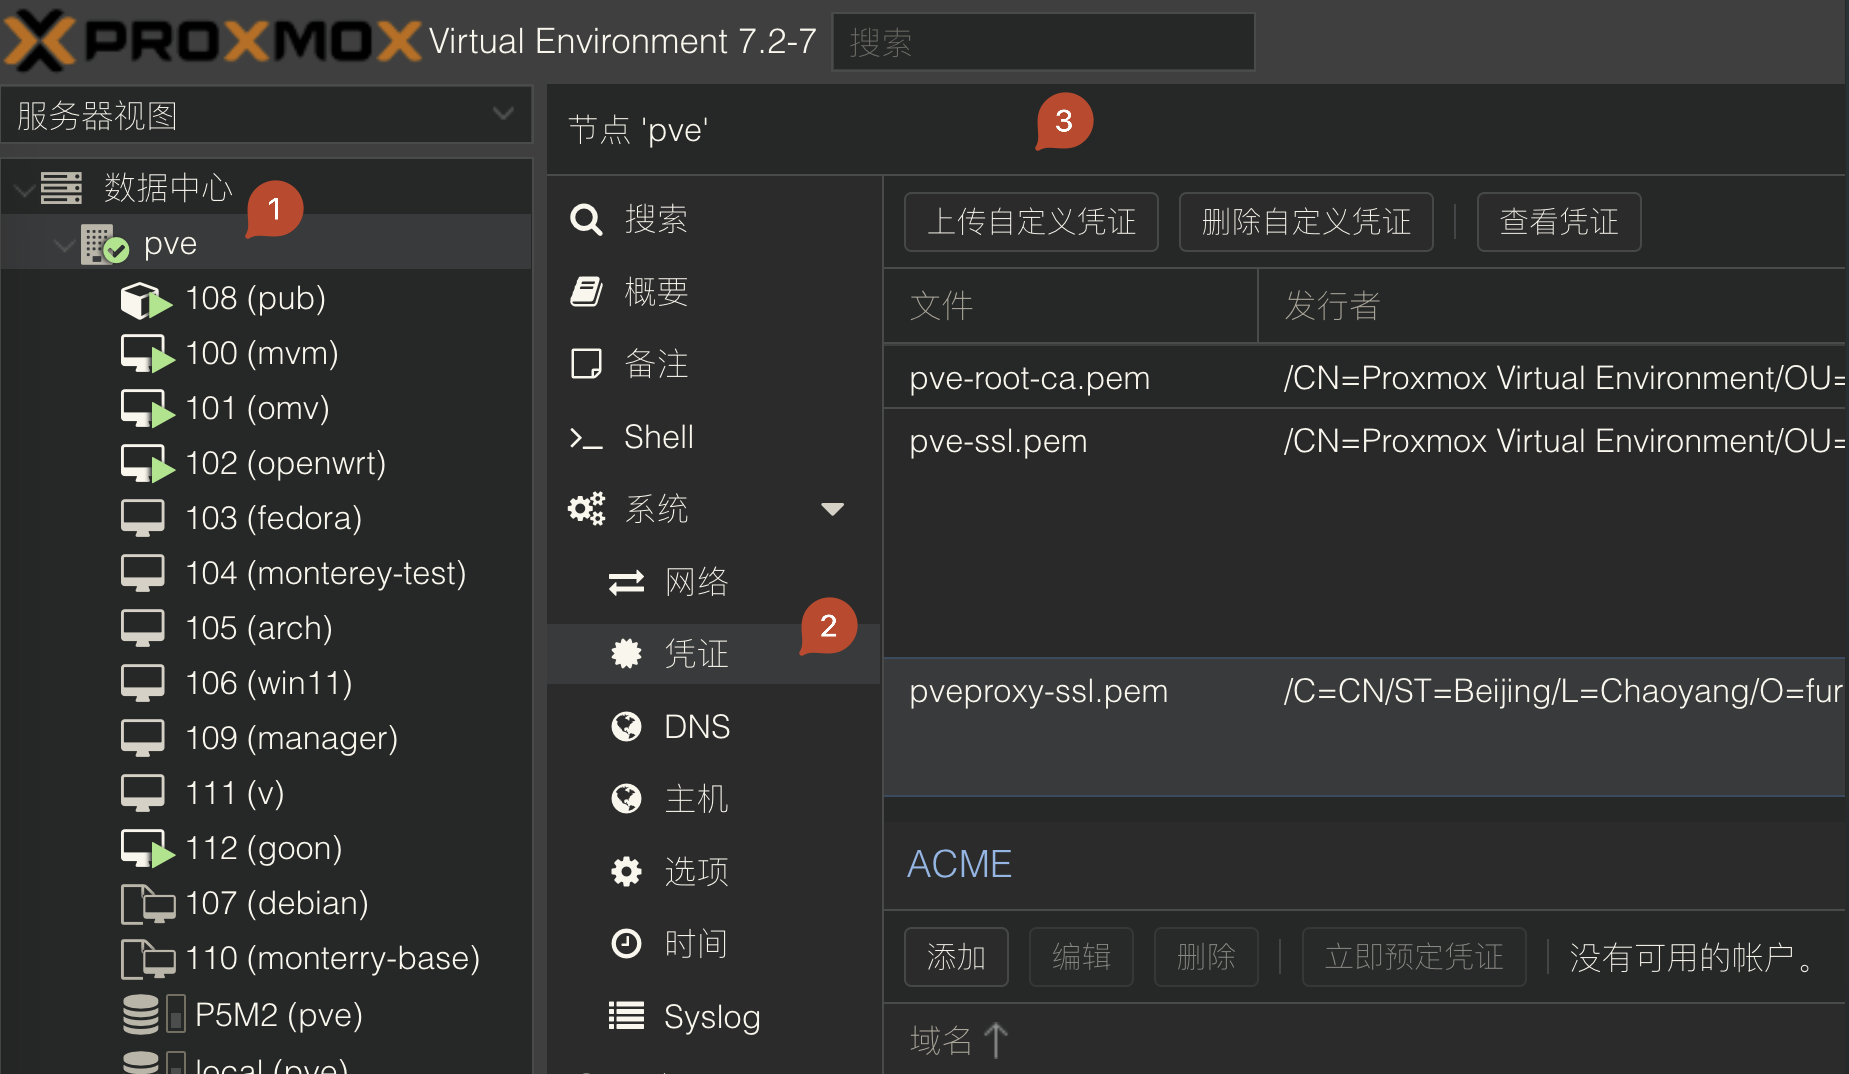 PROXMOX Virtual Environment 7.2-7 搜索
服务器视图
数据中心
1
pve
108 (pub)
100 (mvm)
101 (omv)
102 (openwrt)
103 (fedora)
104 (monterey-test)
105 (arch)
106 (win11)
109 (manager)
111 (v)
112 (goon)
107 (debian)
110 (monterry-base)
P5M2 (pve)
local (pve)
节点 'pve'
3
搜索
概要
备注
Shell
系统
网络
凭证
2
DNS
主机
选项
时间
Syslog
上传自定义凭证 删除自定义凭证 查看凭证
文件 发行者
pve-root-ca.pem /CN=Proxmox Virtual Environment/OU=
pve-ssl.pem /CN=Proxmox Virtual Environment/OU=
pveproxy-ssl.pem /C=CN/ST=Beijing/L=Chaoyang/O=fur
ACME
添加 编辑 删除 立即预定凭证 没有可用的帐户。
域名